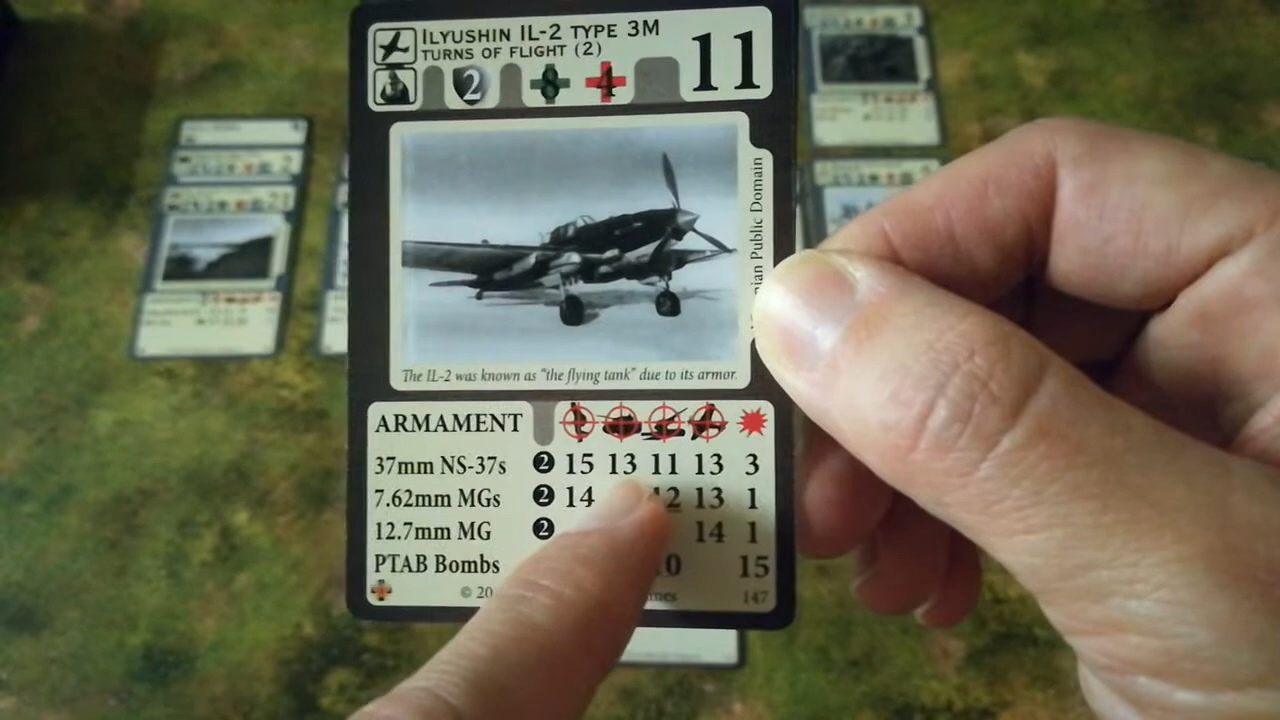 ILYUSHIN IL-2 TYPE 3M
TURNS OF FLIGHT (2)
11
2 8 4
Public Domain
The IL-2 was known as "the flying tank" due to its armor.
ARMAMENT
37mm NS-37s 2 15 13 11 13 3
7.62mm MGs 2 14 12 13 1
12.7mm MG 2 14 1
PTAB Bombs 15
© 20 147